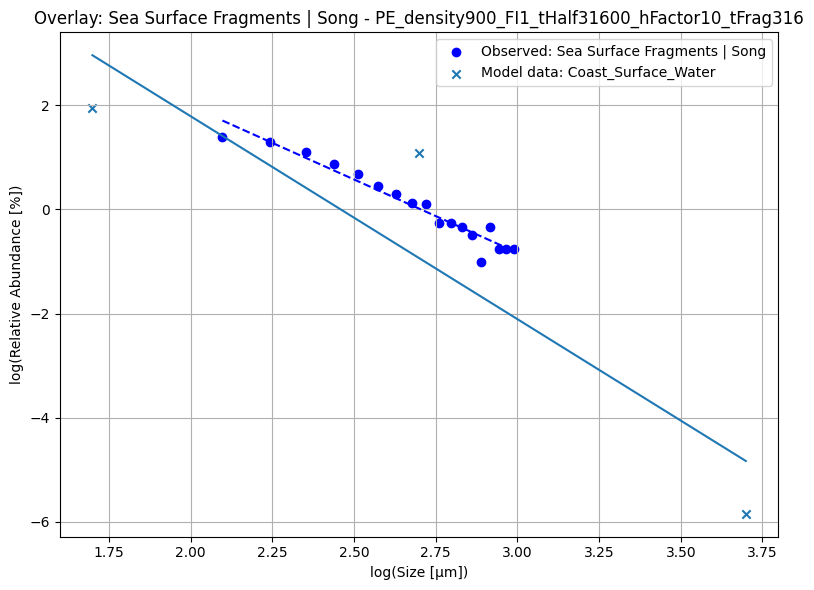 Overlay: Sea Surface Fragments | Song - PE_density900_FI1_tHalf31600_hFactor10_tFrag316
Observed: Sea Surface Fragments | Song
Model data: Coast_Surface_Water
log(Relative Abundance [%])
2
0
−2
−4
−6
1.75
2.00
2.25
2.50
2.75
3.00
3.25
3.50
3.75
log(Size [μm])